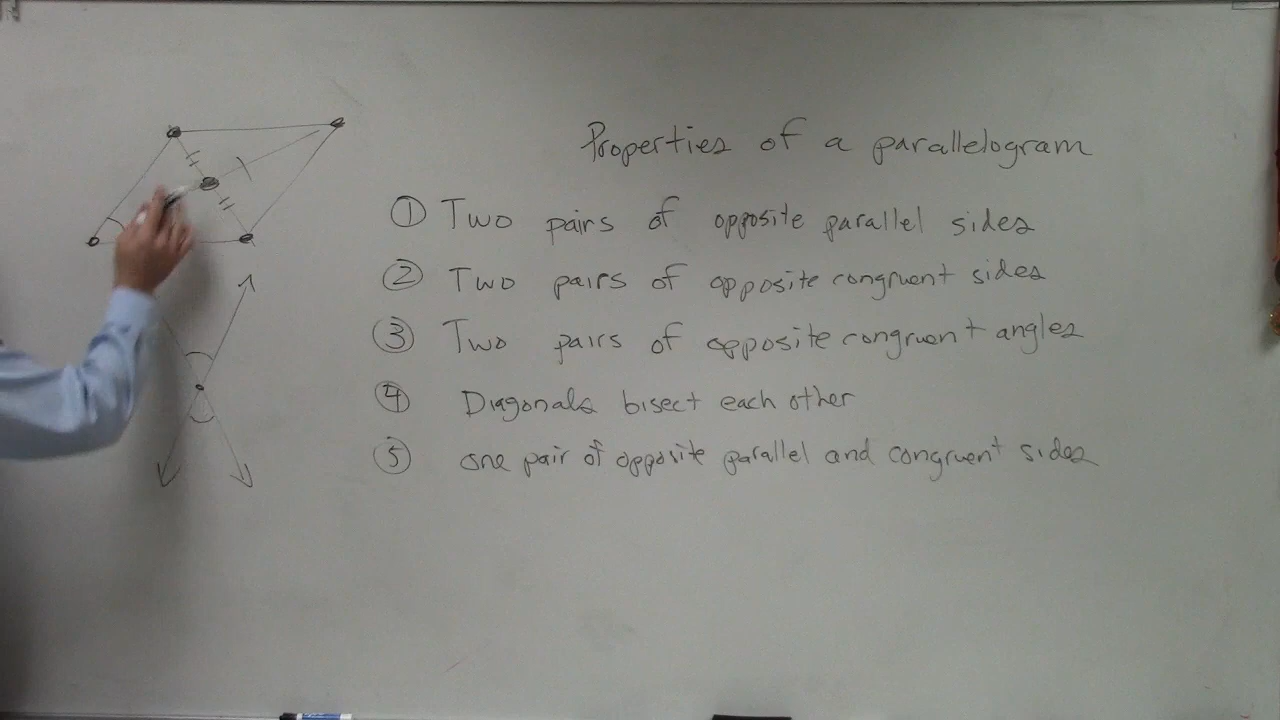 Properties of a parallelogram
① Two pairs of opposite parallel sides
② Two pairs of opposite congruent sides
③ Two pairs of opposite congruent angles
④ Diagonals bisect each other
⑤ one pair of opposite parallel and congruent sides